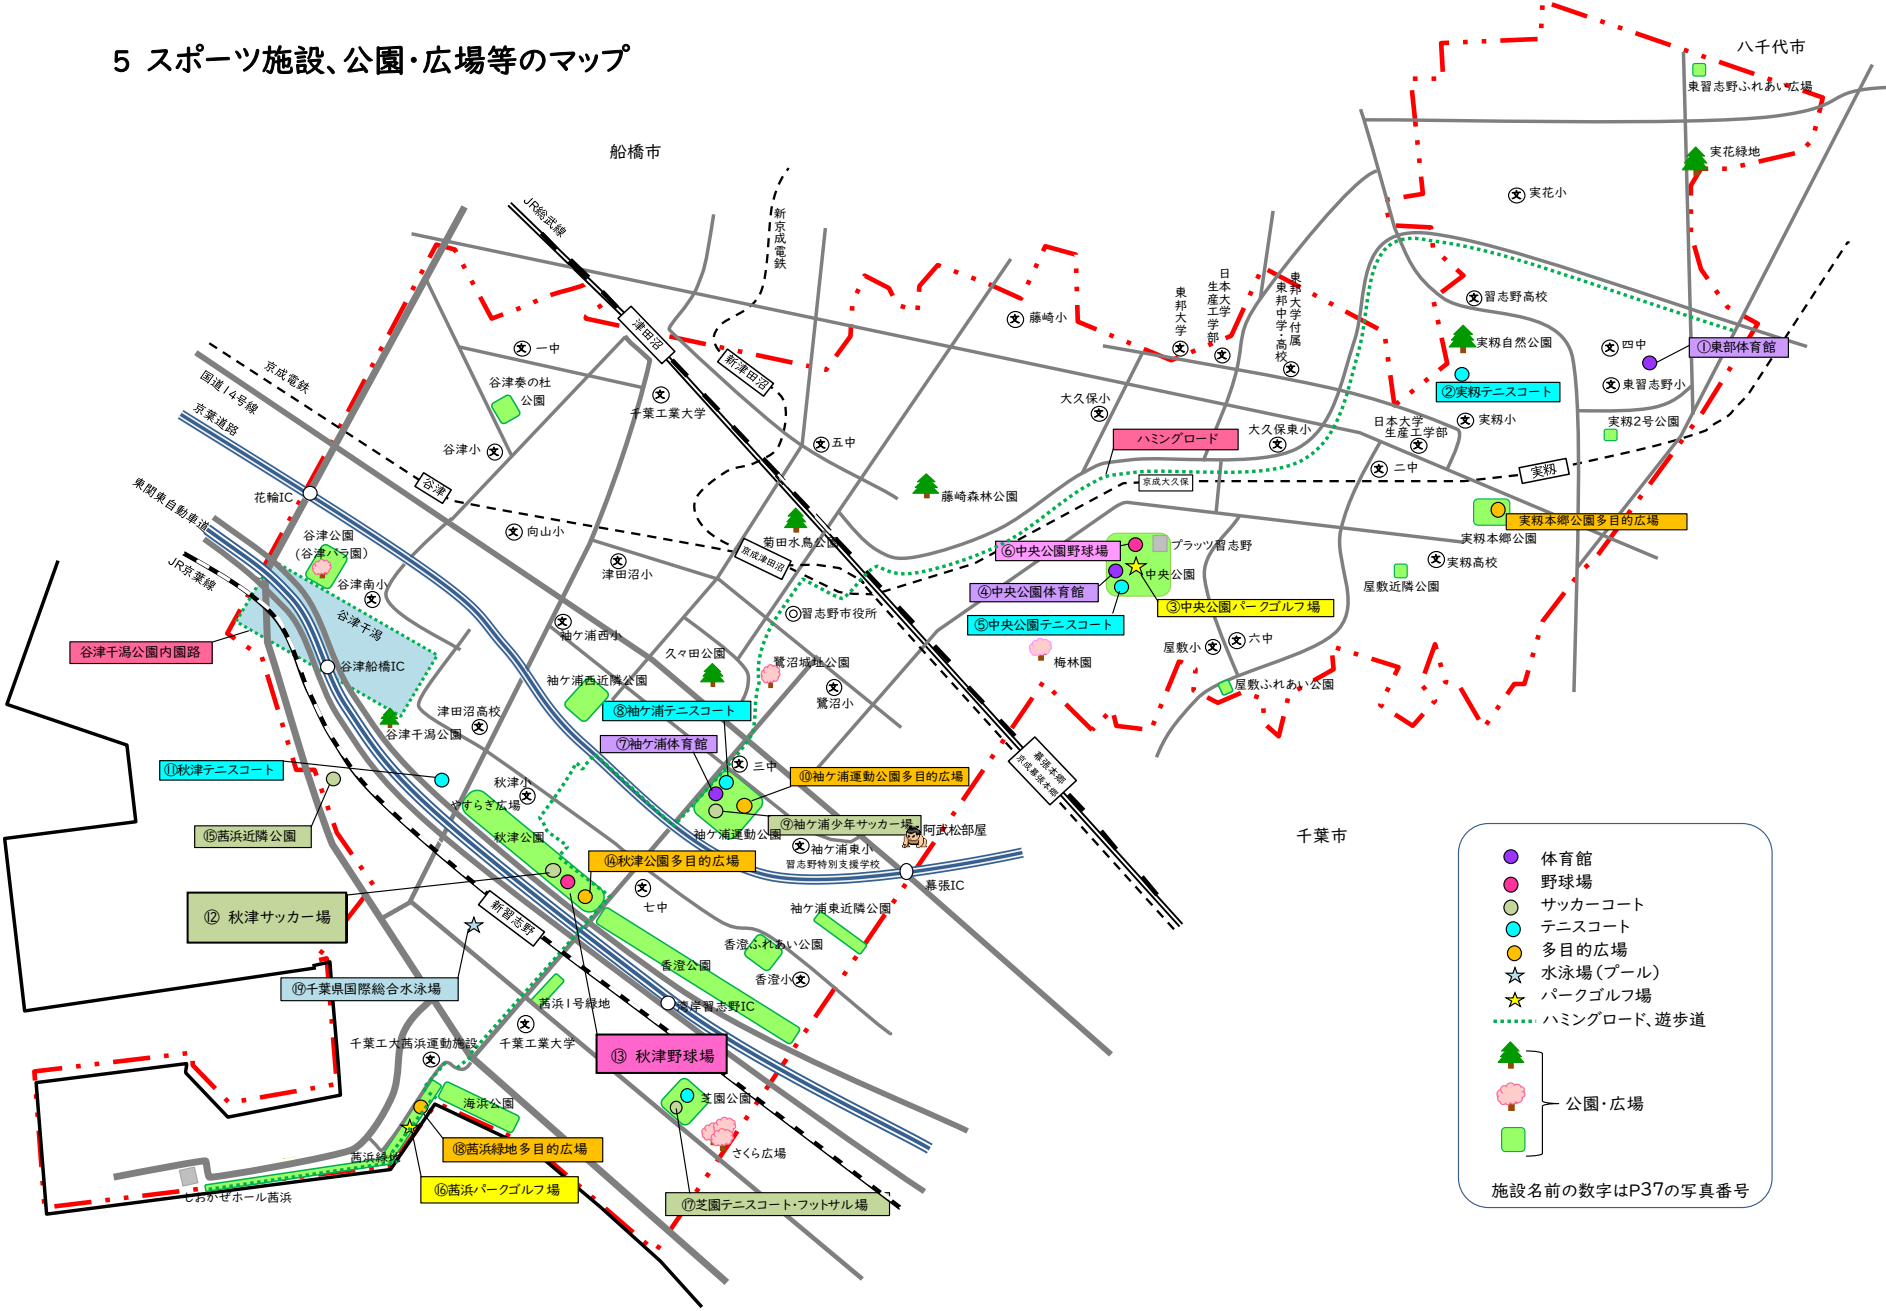 5 スポーツ施設、公園・広場等のマップ
八千代市
東習志野ふれあい広場
船橋市
実花緑地
実花小
JR総武線
新京成電鉄
習志野高校
東邦大学
日本大学
生産工学部
東邦大学付属
東邦中学・高校
藤崎小
津田沼
新津田沼
一中
実籾自然公園
四中
①東部体育館
東習志野小
②実籾テニスコート
京成電鉄
国道14号線
京葉道路
谷津奏の杜
公園
千葉工業大学
大久保小
大久保東小
日本大学
生産工学部
実籾小
実籾2号公園
ハミングロード
谷津小
五中
二中
実籾
京成大久保
谷津
東関東自動車道
花輪IC
藤崎森林公園
実籾本郷公園多目的広場
実籾本郷公園
向山小
谷津公園
(谷津バラ園)
菊田水鳥公園
京成津田沼
⑥中央公園野球場
プラッツ習志野
実籾高校
JR京葉線
谷津南小
津田沼小
④中央公園体育館
中央公園
屋敷近隣公園
③中央公園パークゴルフ場
⑤中央公園テニスコート
習志野市役所
谷津干潟
袖ケ浦西小
谷津干潟公園内園路
久々田公園
鷺沼城址公園
梅林園
屋敷小
六中
谷津船橋IC
袖ケ浦西近隣公園
屋敷ふれあい公園
鷺沼小
津田沼高校
⑧袖ケ浦テニスコート
谷津干潟公園
⑦袖ケ浦体育館
幕張本郷
京成幕張本郷
⑪秋津テニスコート
三中
⑩袖ケ浦運動公園多目的広場
秋津小
やすらぎ広場
⑮茜浜近隣公園
秋津公園
⑨袖ケ浦少年サッカー場
袖ケ浦運動公園
阿武松部屋
千葉市
袖ケ浦東小
習志野特別支援学校
⑭秋津公園多目的広場
幕張IC
七中
⑫ 秋津サッカー場
新習志野
袖ケ浦東近隣公園
香澄ふれあい公園
香澄公園
香澄小
⑲千葉県国際総合水泳場
茜浜1号緑地
湾岸習志野IC
千葉工大茜浜運動施設
千葉工業大学
⑬ 秋津野球場
海浜公園
芝園公園
さくら広場
⑱茜浜緑地多目的広場
茜浜緑地
⑯茜浜パークゴルフ場
しおかぜホール茜浜
⑰芝園テニスコート・フットサル場
体育館
野球場
サッカーコート
テニスコート
多目的広場
水泳場(プール)
パークゴルフ場
ハミングロード、遊歩道
公園・広場
施設名前の数字はP37の写真番号